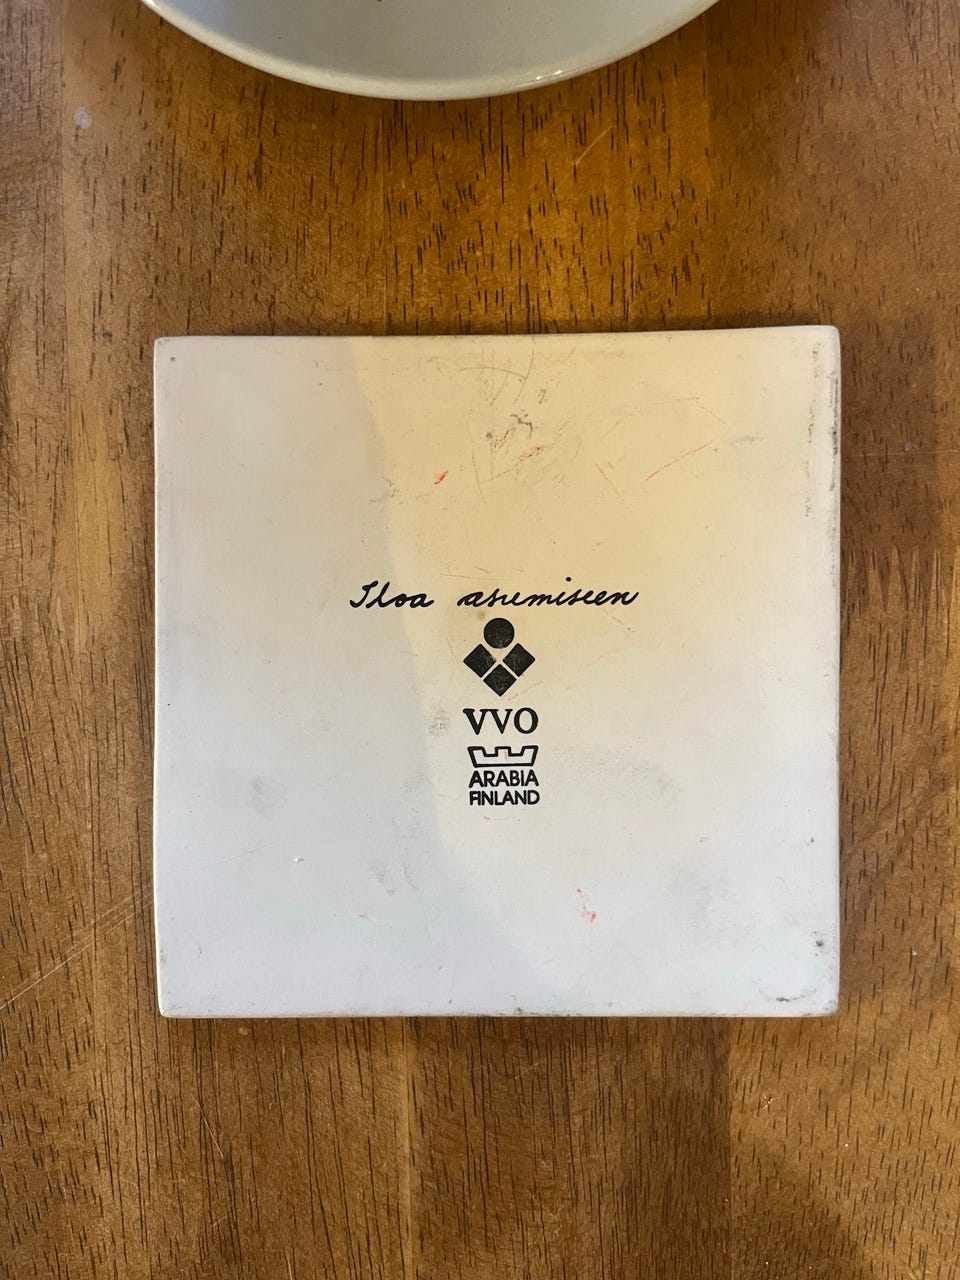 Iloa asumiseen
VVO
ARABIA
FINLAND